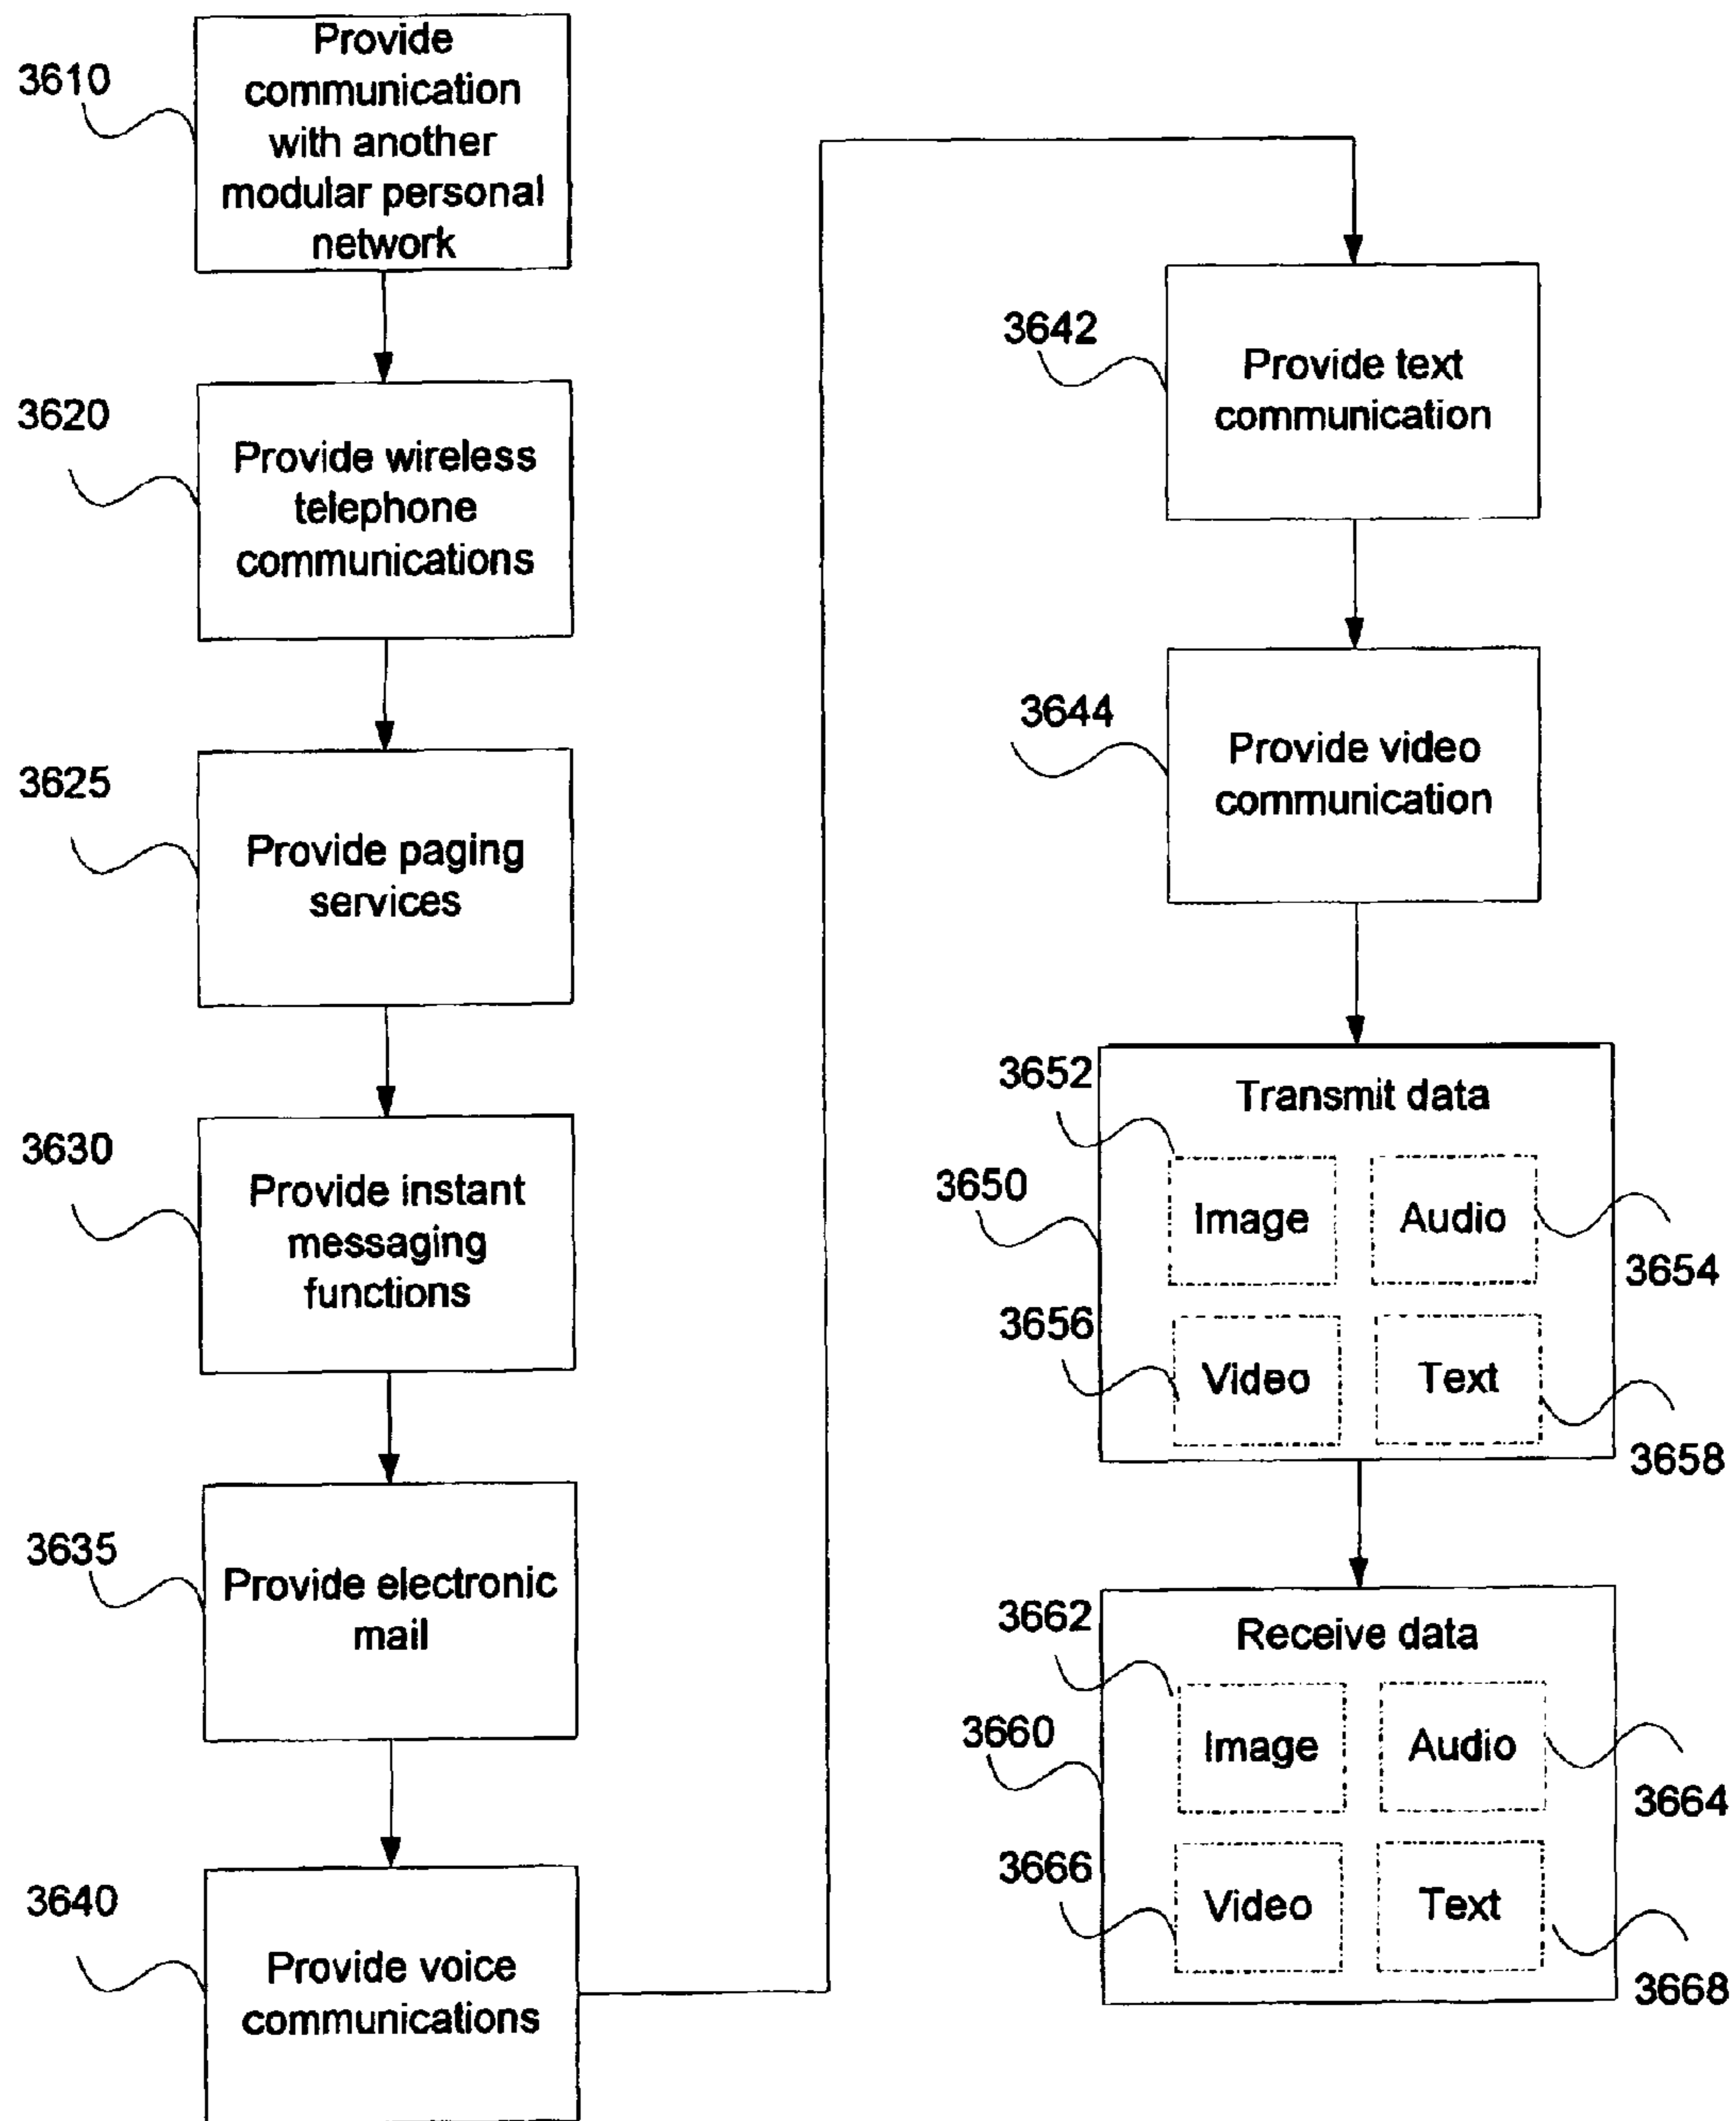 3610
Provide
communication
with another
modular personal
network
3620
Provide wireless
telephone
communications
3625
Provide paging
services
3630
Provide instant
messaging
functions
3635
Provide electronic
mail
3640
Provide voice
communications
3642
Provide text
communication
3644
Provide video
communication
3650
Transmit data
3652
Image
Audio
3654
3656
Video
Text
3658
3660
Receive data
3662
Image
Audio
3664
3666
Video
Text
3668